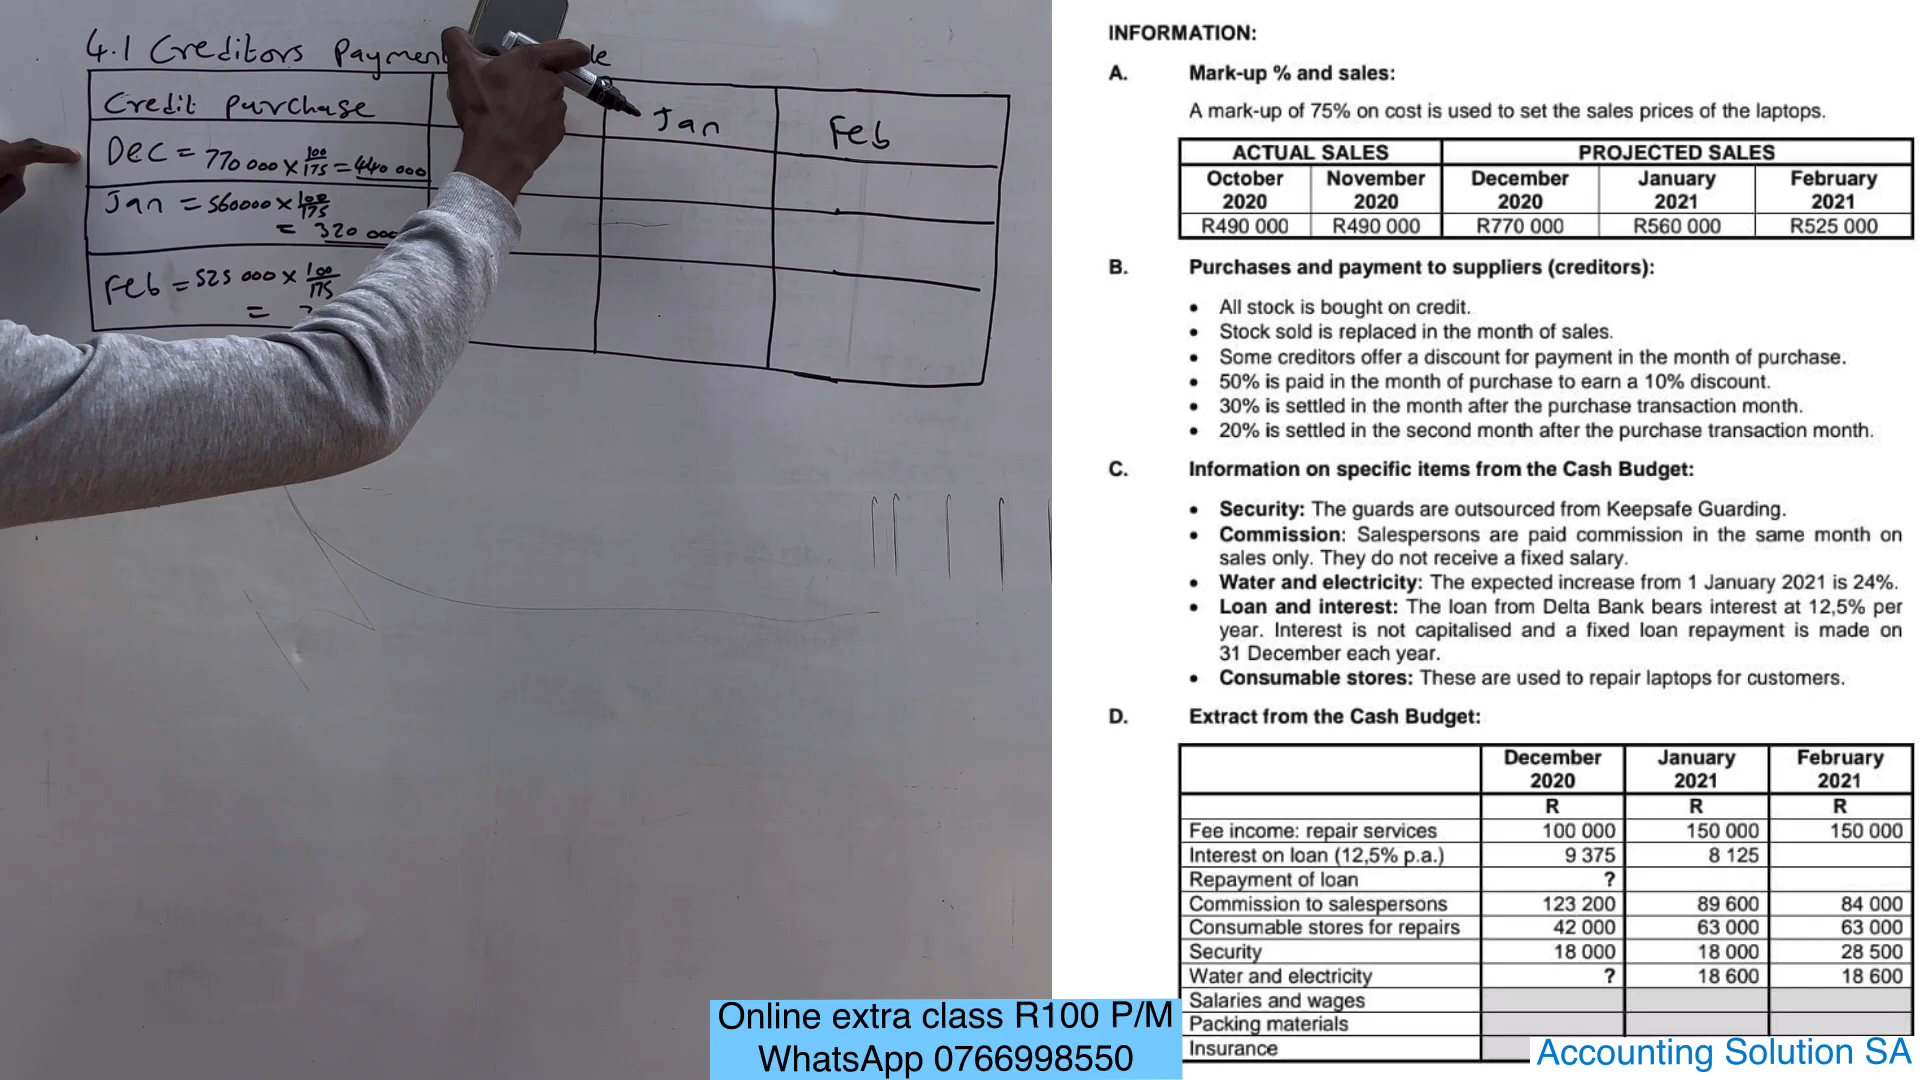 4.1 Creditors Payment
Credit purchase
Jan
Feb
Dec = 770 000 × 100/175 = 440 000
Jan = 560000 × 100/175
= 320 000
Feb = 525 000 × 100/175
=
INFORMATION:
A. Mark-up % and sales:
A mark-up of 75% on cost is used to set the sales prices of the laptops.
ACTUAL SALES PROJECTED SALES
October 2020 November 2020 December 2020 January 2021 February 2021
R490 000 R490 000 R770 000 R560 000 R525 000
B. Purchases and payment to suppliers (creditors):
• All stock is bought on credit.
• Stock sold is replaced in the month of sales.
• Some creditors offer a discount for payment in the month of purchase.
• 50% is paid in the month of purchase to earn a 10% discount.
• 30% is settled in the month after the purchase transaction month.
• 20% is settled in the second month after the purchase transaction month.
C. Information on specific items from the Cash Budget:
• Security: The guards are outsourced from Keepsafe Guarding.
• Commission: Salespersons are paid commission in the same month on
sales only. They do not receive a fixed salary.
• Water and electricity: The expected increase from 1 January 2021 is 24%.
• Loan and interest: The loan from Delta Bank bears interest at 12,5% per
year. Interest is not capitalised and a fixed loan repayment is made on
31 December each year.
• Consumable stores: These are used to repair laptops for customers.
D. Extract from the Cash Budget:
December 2020 January 2021 February 2021
R R R
Fee income: repair services 100 000 150 000 150 000
Interest on loan (12,5% p.a.) 9 375 8 125
Repayment of loan ?
Commission to salespersons 123 200 89 600 84 000
Consumable stores for repairs 42 000 63 000 63 000
Security 18 000 18 000 28 500
Water and electricity ? 18 600 18 600
Salaries and wages
Packing materials
Insurance
Online extra class R100 P/M
WhatsApp 0766998550
Accounting Solution SA